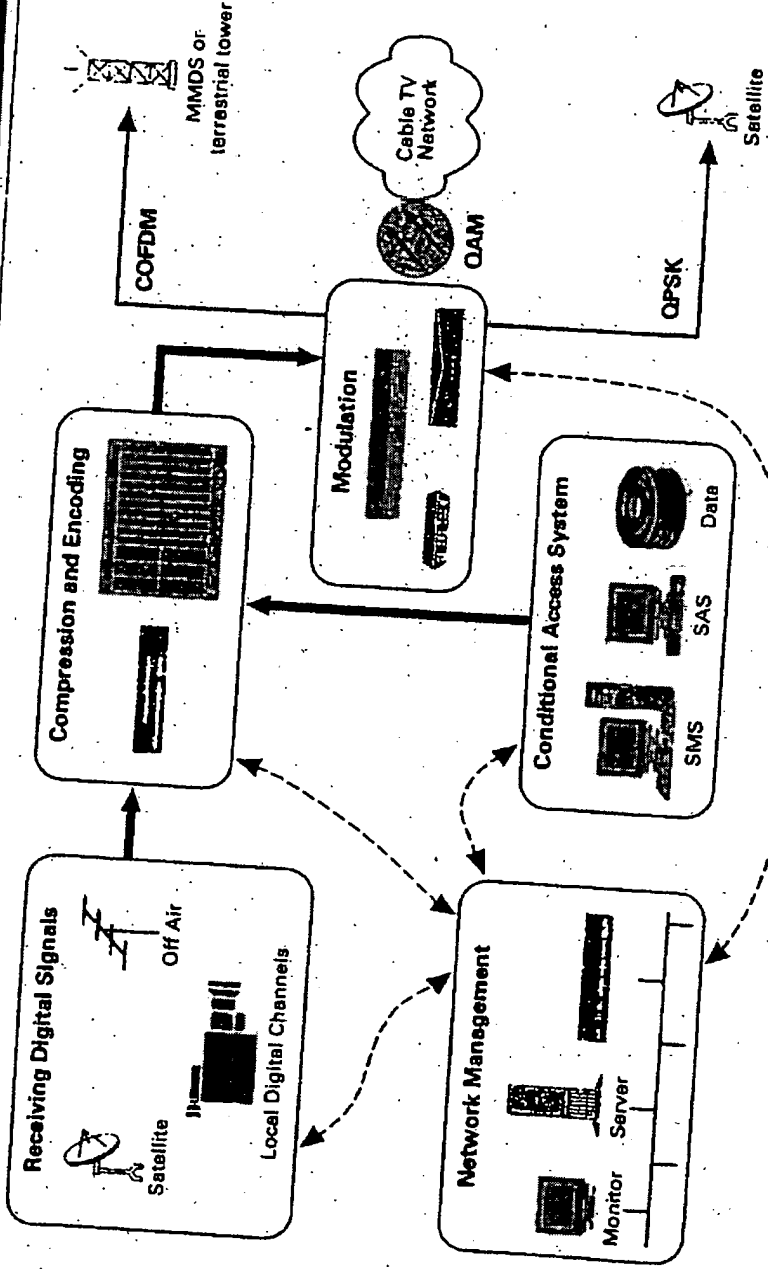 Receiving Digital Signals
Satellite
Off Air
Local Digital Channels
Compression and Encoding
Modulation
COFDM
MMDS or
terrestrial tower
QAM
Cable TV
Network
QPSK
Satellite
Network Management
Monitor
Server
Conditional Access System
SMS
SAS
Data